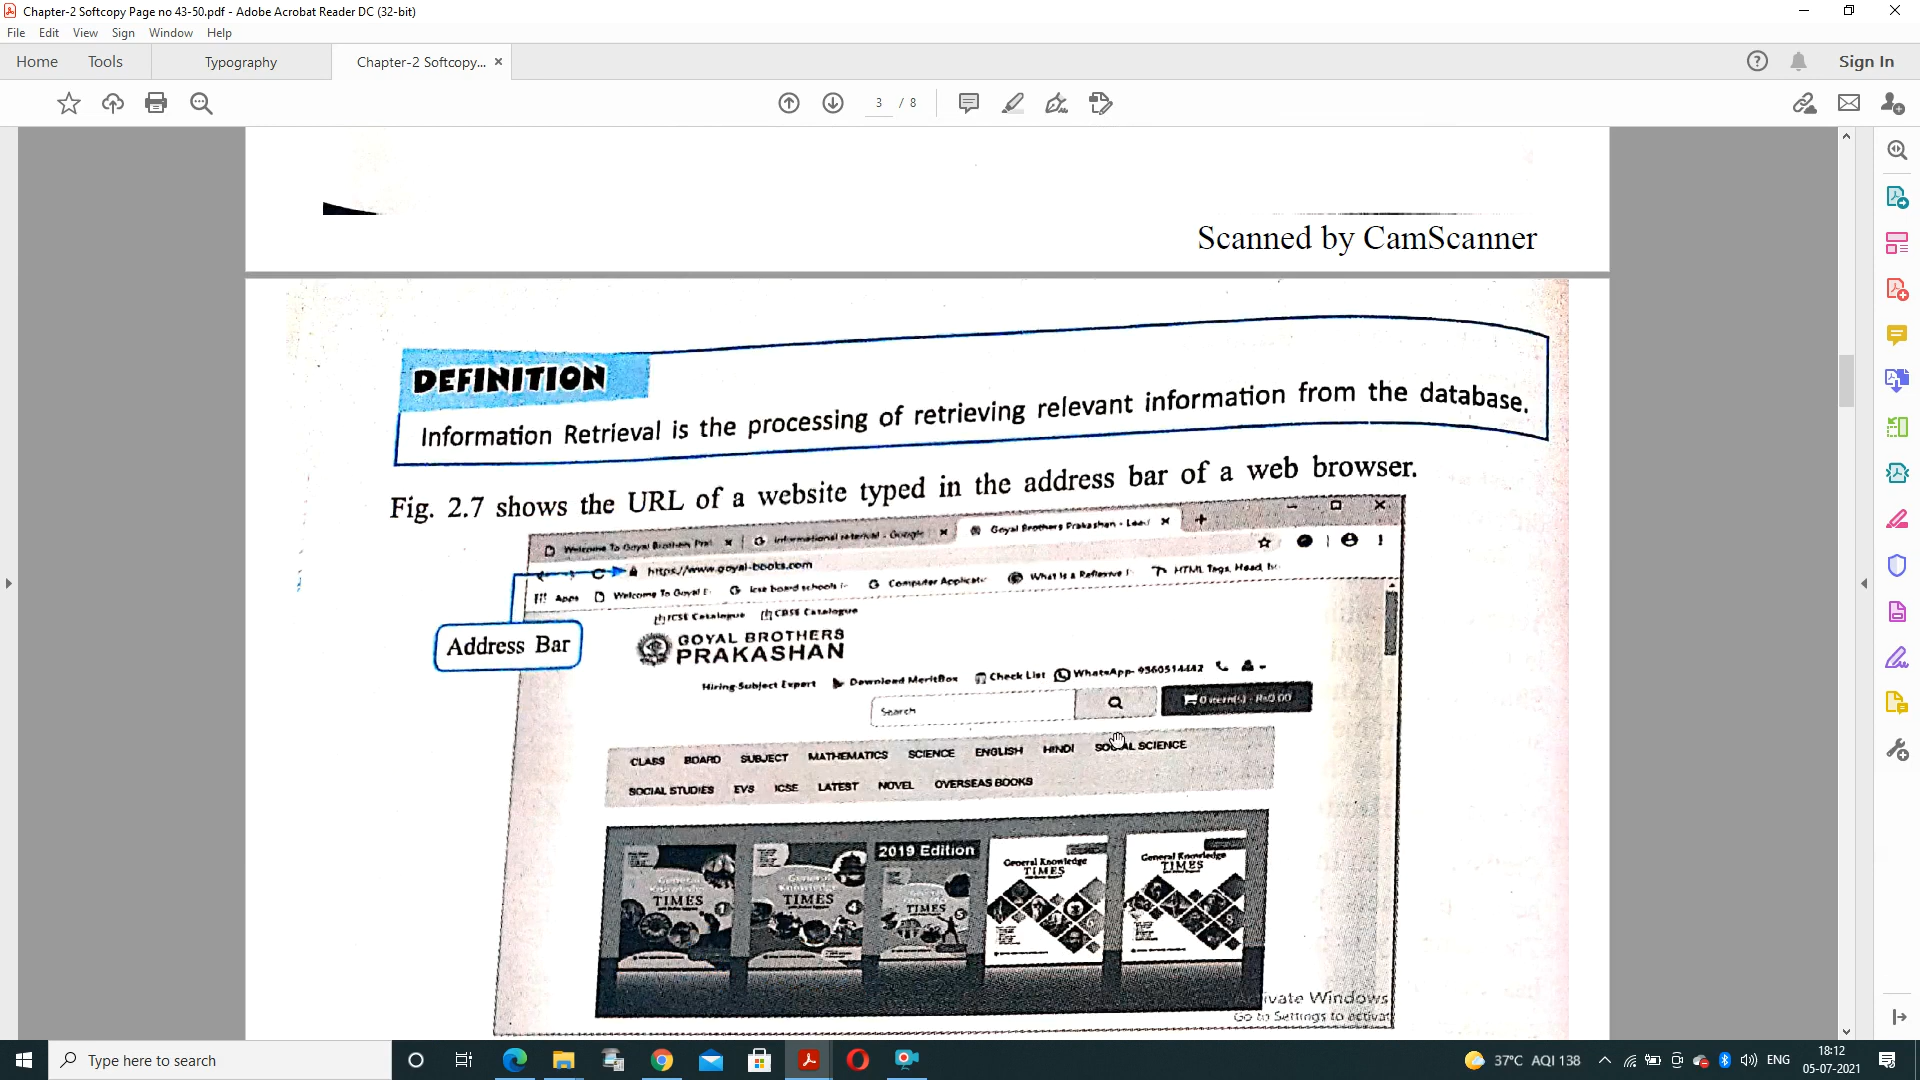 Chapter-2 Softcopy Page no 43-50.pdf - Adobe Acrobat Reader DC (32-bit)
File Edit View Sign Window Help
Home Tools Typography Chapter-2 Softcopy... × Sign In
3 / 8
Scanned by CamScanner
DEFINITION
Information Retrieval is the processing of retrieving relevant information from the database.
Fig. 2.7 shows the URL of a website typed in the address bar of a web browser.
Welcome To Goyal Brothers Pral × informational reterival - Google × Goyal Brothers Prakashan - Lead × +
https://www.goyal-books.com
Apps Welcome To Goyal B icse board schools i Computer Applicati What is a Reflexive HTML Tags, Head, b
ICSE Catalogue CBSE Catalogue
Address Bar
GOYAL BROTHERS
PRAKASHAN
Hiring-Subject Expert Download MeritBox Check List WhatsApp-
Search 0 item(s) - Rs0.00
CLASS BOARD SUBJECT MATHEMATICS SCIENCE ENGLISH HINDI SOCIAL SCIENCE
SOCIAL STUDIES EVS ICSE LATEST NOVEL OVERSEAS BOOKS
2019 Edition
General Knowledge TIMES
General Knowledge TIMES 4
TIMES 5
General Knowledge TIMES
General Knowledge TIMES
Activate Windows
Go to Settings to activat
Type here to search
37°C AQI 138 ENG 18:12
05-07-2021